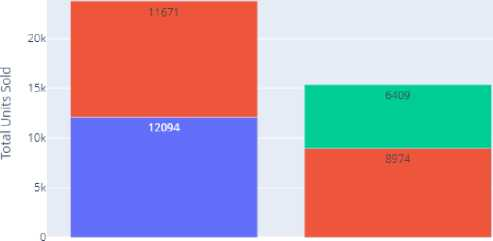 11671
20k
15k
6409
12094
10k
8974
5k
0
Total Units Sold